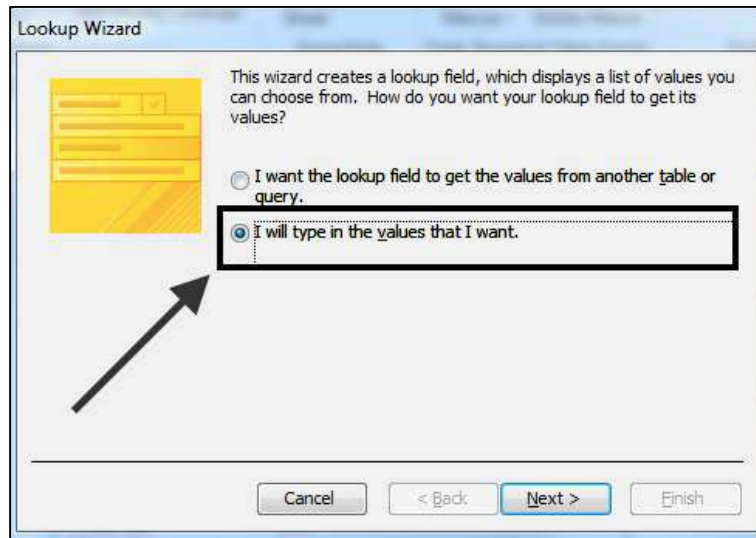 Lookup Wizard
This wizard creates a lookup field, which displays a list of values you
can choose from. How do you want your lookup field to get its
values?
I want the lookup field to get the values from another table or
query.
I will type in the values that I want.
Cancel
< Back
Next >
Finish